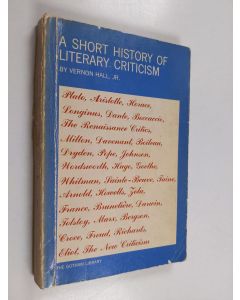 A SHORT HISTORY OF
LITERARY CRITICISM
BY VERNON HALL, JR.
Plato, Aristotle, Horace,
Longinus, Dante, Boccaccio,
The Renaissance Critics,
Milton, Davenant, Boileau,
Dryden, Pope, Johnson,
Wordsworth, Hugo, Goethe,
Whitman, Sainte-Beuve, Taine,
Arnold, Howells, Zola,
France, Brunetière, Darwin,
Tolstoy, Marx, Bergson,
Croce, Freud, Richards,
Eliot, The New Criticism
THE GOTHAM LIBRARY